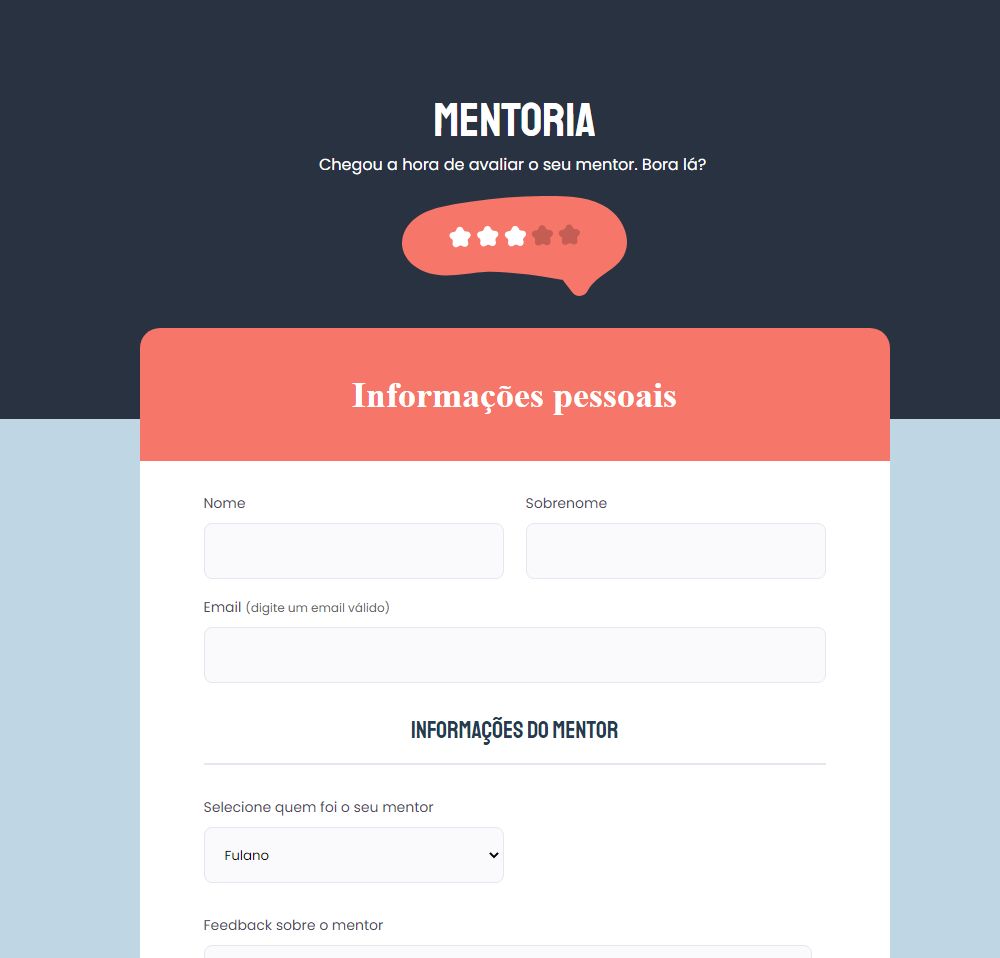 MENTORIA
Chegou a hora de avaliar o seu mentor. Bora lá?
Informações pessoais
Nome
Sobrenome
Email (digite um email válido)
INFORMAÇÕES DO MENTOR
Selecione quem foi o seu mentor
Fulano
Feedback sobre o mentor